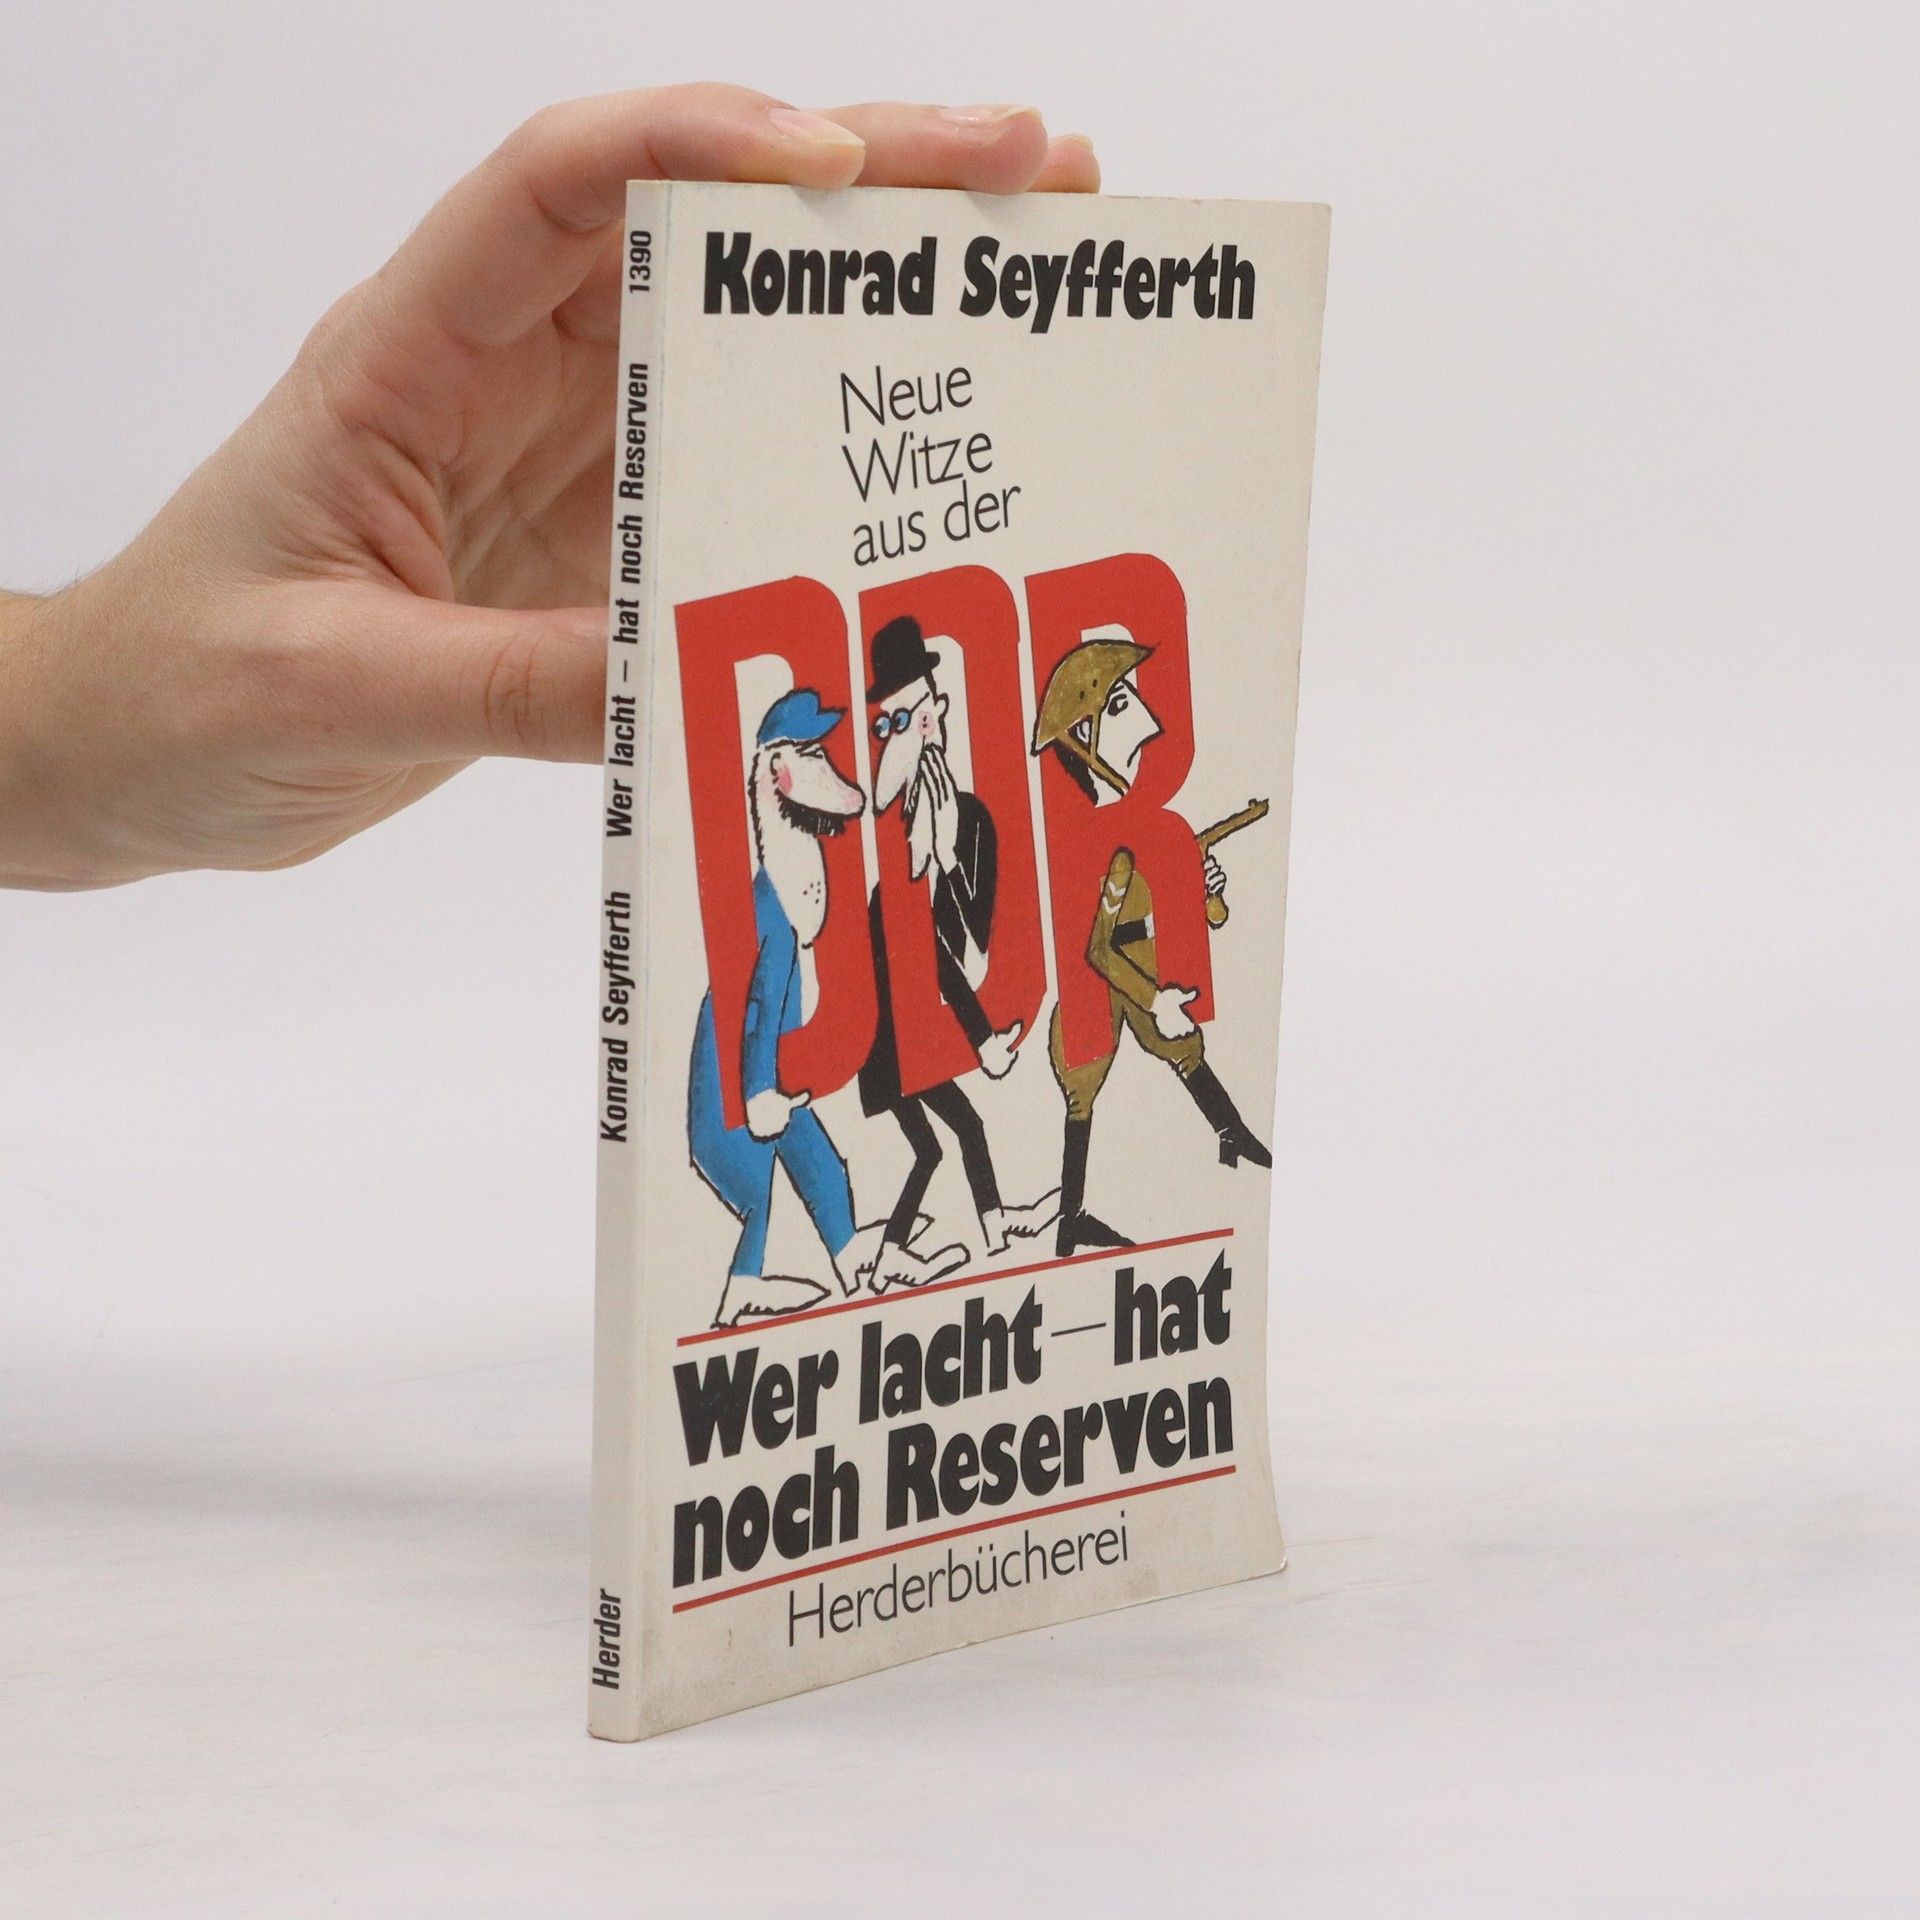 Konrad Seyfferth
Neue
Witze
aus der
DDR
Wer lacht – hat
noch Reserven
Herderbücherei
Herder Konrad Seyfferth Wer lacht – hat noch Reserven 1390